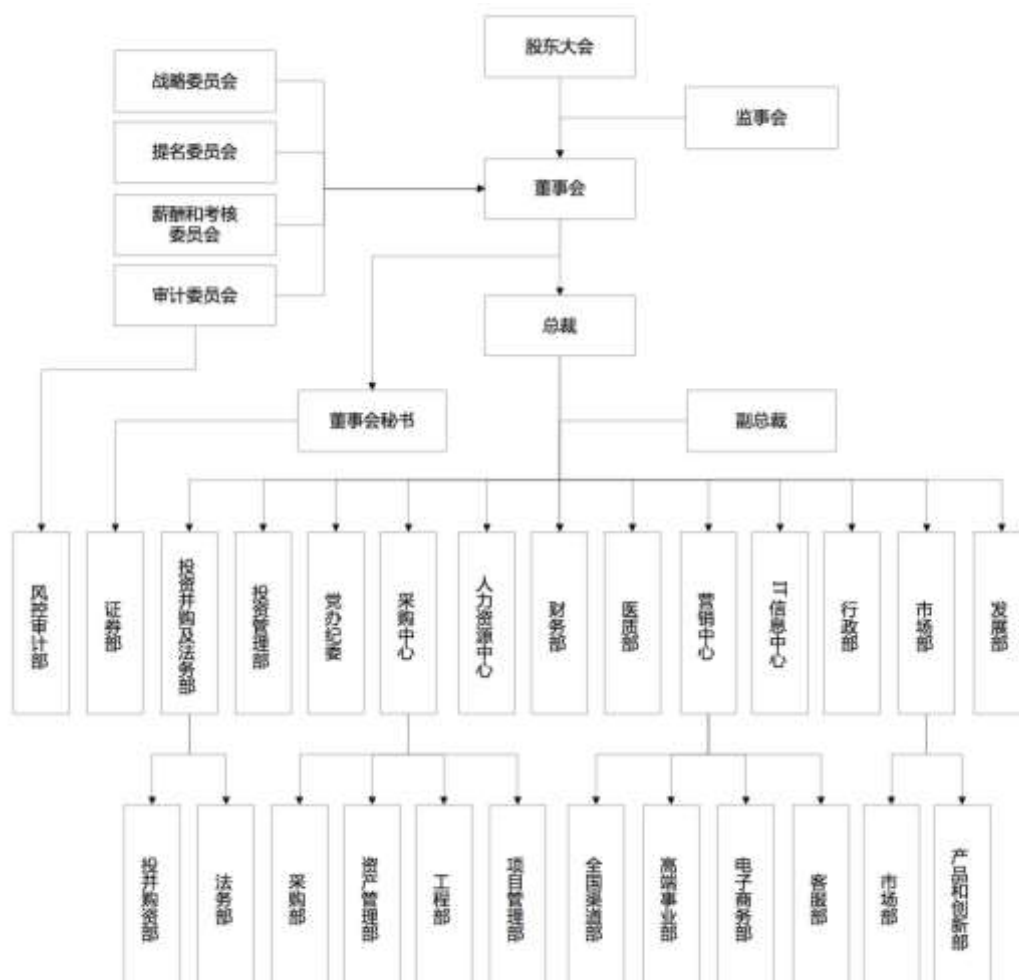 股东大会
战略委员会
监事会
提名委员会
董事会
薪酬和考核
委员会
审计委员会
总裁
董事会秘书
副总裁
风控审计部
证券部
投资并购及法务部
投资管理部
党办纪委
采购中心
人力资源中心
财务部
医质部
营销中心
IT信息中心
行政部
市场部
发展部
投并购资部
法务部
采购部
资产管理部
工程部
项目管理部
全国渠道部
高端事业部
电子商务部
客服部
市场部
产品和创新部